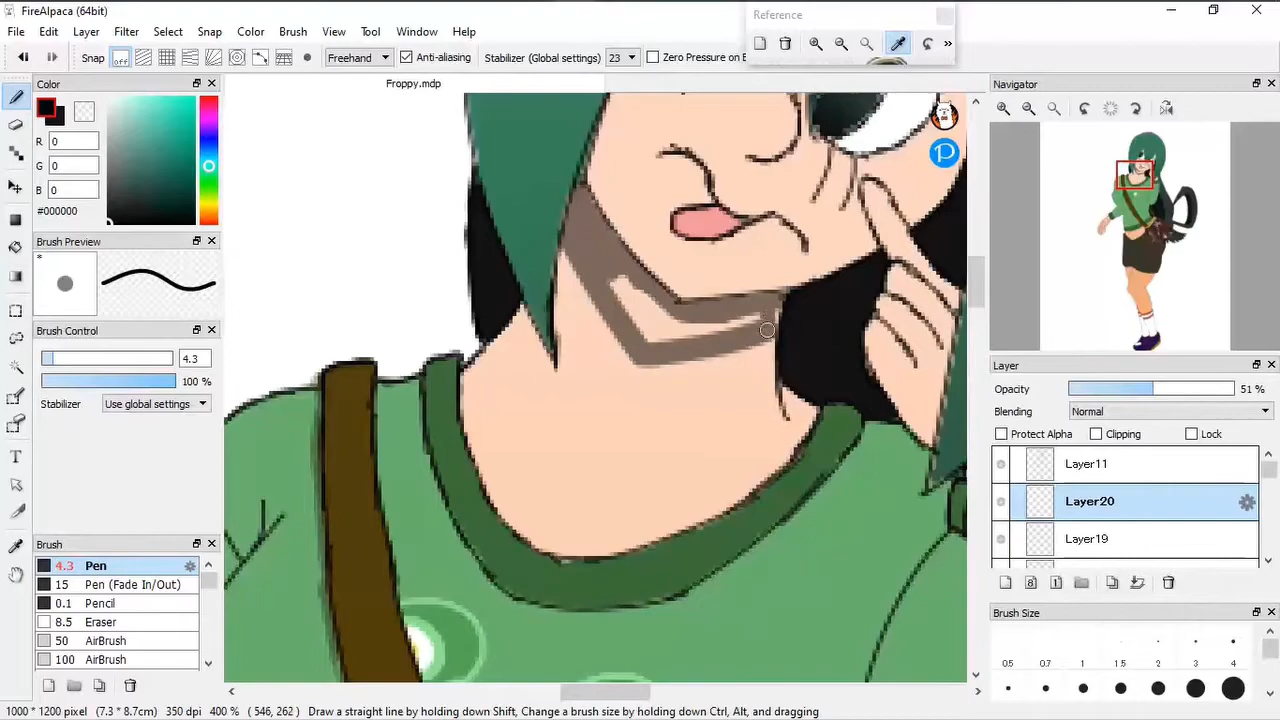 FireAlpaca (64bit)
Reference
File Edit Layer Filter Select Snap Color Brush View Tool Window Help
Snap off Freehand Anti-aliasing Stabilizer (Global settings) 23 Zero Pressure on
Color
Froppy.mdp
Navigator
R 0
G 0
B 0
#000000
Brush Preview
*
Brush Control
4.3
100 %
Stabilizer Use global settings
Layer
Opacity 51 %
Blending Normal
Protect Alpha Clipping Lock
Layer11
Layer20
Layer19
Brush
4.3 Pen
15 Pen (Fade In/Out)
0.1 Pencil
8.5 Eraser
50 AirBrush
100 AirBrush
Brush Size
0.5 0.7 1 1.5 2 3 4
1000 * 1200 pixel (7.3 * 8.7cm) 350 dpi 400 % ( 546, 262 ) Draw a straight line by holding down Shift, Change a brush size by holding down Ctrl, Alt, and dragging